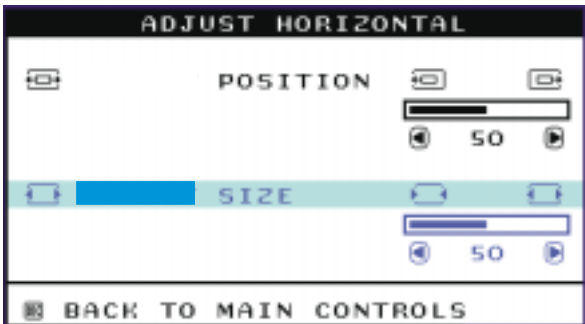 ADJUST HORIZONTAL
POSITION
50
SIZE
50
BACK TO MAIN CONTROLS